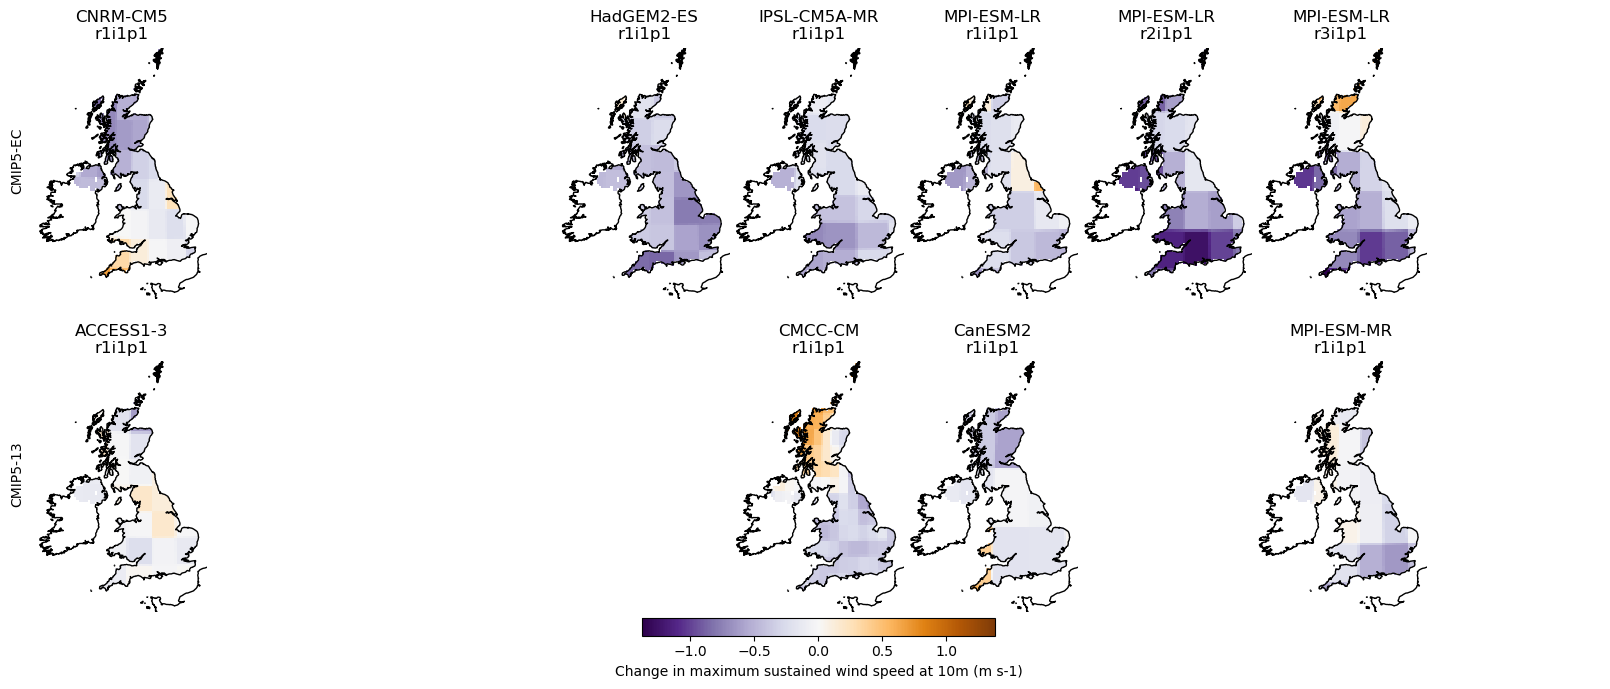 CNRM-CM5
r1i1p1
HadGEM2-ES
r1i1p1
IPSL-CM5A-MR
r1i1p1
MPI-ESM-LR
r1i1p1
MPI-ESM-LR
r2i1p1
MPI-ESM-LR
r3i1p1
CMIP5-EC
ACCESS1-3
r1i1p1
CMCC-CM
r1i1p1
CanESM2
r1i1p1
MPI-ESM-MR
r1i1p1
CMIP5-13
−1.0 −0.5 0.0 0.5 1.0
Change in maximum sustained wind speed at 10m (m s-1)